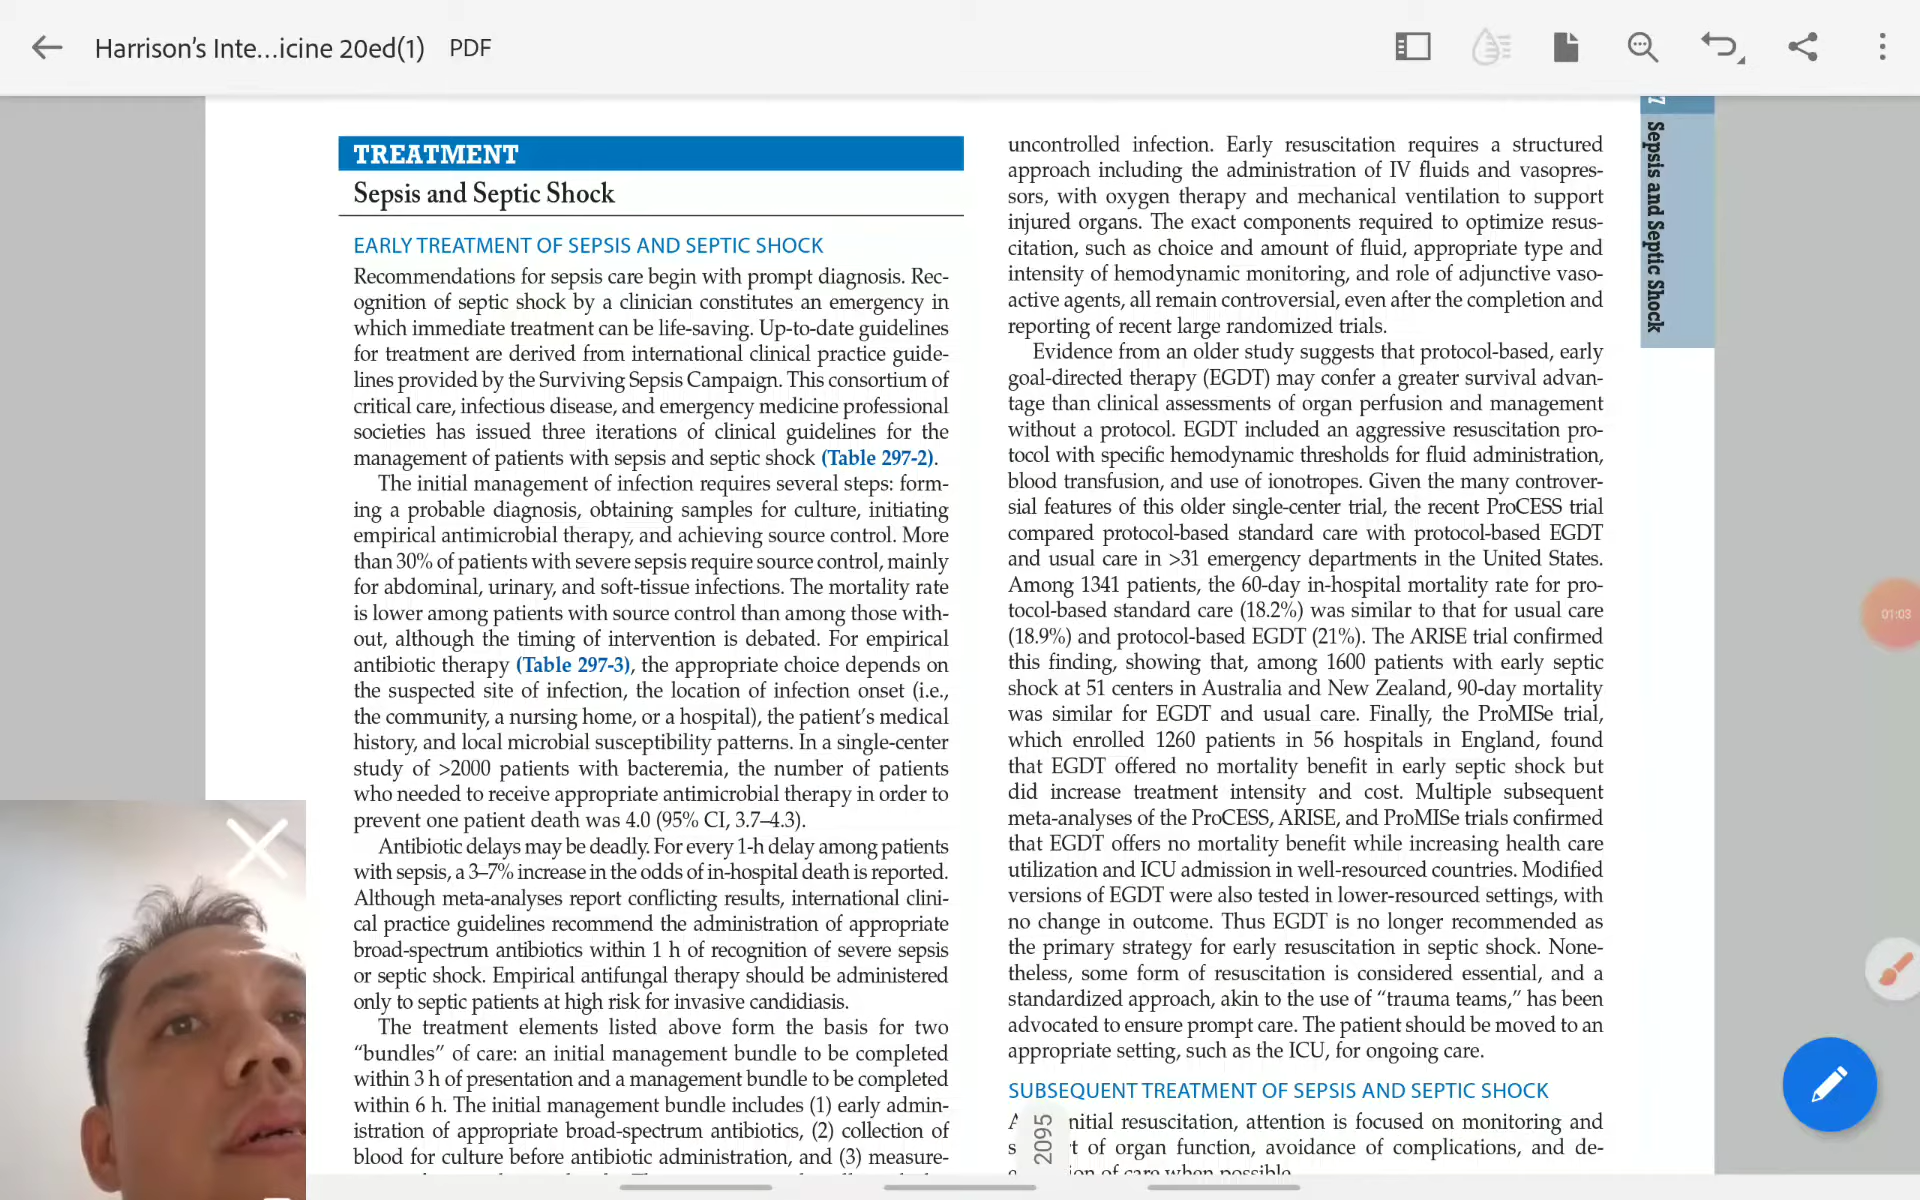 Harrison's Inte...icine 20ed(1) PDF
TREATMENT
Sepsis and Septic Shock
EARLY TREATMENT OF SEPSIS AND SEPTIC SHOCK
Recommendations for sepsis care begin with prompt diagnosis. Rec-
ognition of septic shock by a clinician constitutes an emergency in
which immediate treatment can be life-saving. Up-to-date guidelines
for treatment are derived from international clinical practice guide-
lines provided by the Surviving Sepsis Campaign. This consortium of
critical care, infectious disease, and emergency medicine professional
societies has issued three iterations of clinical guidelines for the
management of patients with sepsis and septic shock (Table 297-2).
The initial management of infection requires several steps: form-
ing a probable diagnosis, obtaining samples for culture, initiating
empirical antimicrobial therapy, and achieving source control. More
than 30% of patients with severe sepsis require source control, mainly
for abdominal, urinary, and soft-tissue infections. The mortality rate
is lower among patients with source control than among those with-
out, although the timing of intervention is debated. For empirical
antibiotic therapy (Table 297-3), the appropriate choice depends on
the suspected site of infection, the location of infection onset (i.e.,
the community, a nursing home, or a hospital), the patient's medical
history, and local microbial susceptibility patterns. In a single-center
study of >2000 patients with bacteremia, the number of patients
who needed to receive appropriate antimicrobial therapy in order to
prevent one patient death was 4.0 (95% CI, 3.7–4.3).
Antibiotic delays may be deadly. For every 1-h delay among patients
with sepsis, a 3–7% increase in the odds of in-hospital death is reported.
Although meta-analyses report conflicting results, international clini-
cal practice guidelines recommend the administration of appropriate
broad-spectrum antibiotics within 1 h of recognition of severe sepsis
or septic shock. Empirical antifungal therapy should be administered
only to septic patients at high risk for invasive candidiasis.
The treatment elements listed above form the basis for two
“bundles” of care: an initial management bundle to be completed
within 3 h of presentation and a management bundle to be completed
within 6 h. The initial management bundle includes (1) early admin-
istration of appropriate broad-spectrum antibiotics, (2) collection of
blood for culture before antibiotic administration, and (3) measure-
uncontrolled infection. Early resuscitation requires a structured
approach including the administration of IV fluids and vasopres-
sors, with oxygen therapy and mechanical ventilation to support
injured organs. The exact components required to optimize resus-
citation, such as choice and amount of fluid, appropriate type and
intensity of hemodynamic monitoring, and role of adjunctive vaso-
active agents, all remain controversial, even after the completion and
reporting of recent large randomized trials.
Evidence from an older study suggests that protocol-based, early
goal-directed therapy (EGDT) may confer a greater survival advan-
tage than clinical assessments of organ perfusion and management
without a protocol. EGDT included an aggressive resuscitation pro-
tocol with specific hemodynamic thresholds for fluid administration,
blood transfusion, and use of ionotropes. Given the many controver-
sial features of this older single-center trial, the recent ProCESS trial
compared protocol-based standard care with protocol-based EGDT
and usual care in >31 emergency departments in the United States.
Among 1341 patients, the 60-day in-hospital mortality rate for pro-
tocol-based standard care (18.2%) was similar to that for usual care
(18.9%) and protocol-based EGDT (21%). The ARISE trial confirmed
this finding, showing that, among 1600 patients with early septic
shock at 51 centers in Australia and New Zealand, 90-day mortality
was similar for EGDT and usual care. Finally, the ProMISe trial,
which enrolled 1260 patients in 56 hospitals in England, found
that EGDT offered no mortality benefit in early septic shock but
did increase treatment intensity and cost. Multiple subsequent
meta-analyses of the ProCESS, ARISE, and ProMISe trials confirmed
that EGDT offers no mortality benefit while increasing health care
utilization and ICU admission in well-resourced countries. Modified
versions of EGDT were also tested in lower-resourced settings, with
no change in outcome. Thus EGDT is no longer recommended as
the primary strategy for early resuscitation in septic shock. None-
theless, some form of resuscitation is considered essential, and a
standardized approach, akin to the use of “trauma teams,” has been
advocated to ensure prompt care. The patient should be moved to an
appropriate setting, such as the ICU, for ongoing care.
SUBSEQUENT TREATMENT OF SEPSIS AND SEPTIC SHOCK
nitial resuscitation, attention is focused on monitoring and
t of organ function, avoidance of complications, and de-
ion of care when possible
2095
7 Sepsis and Septic Shock
01:03